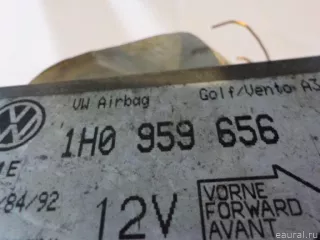 VW Airbag Golf/Vento A3
1H0 959 656
E
/84/92
12V
VORNE
FORWARD
AVANT
eaural.ru